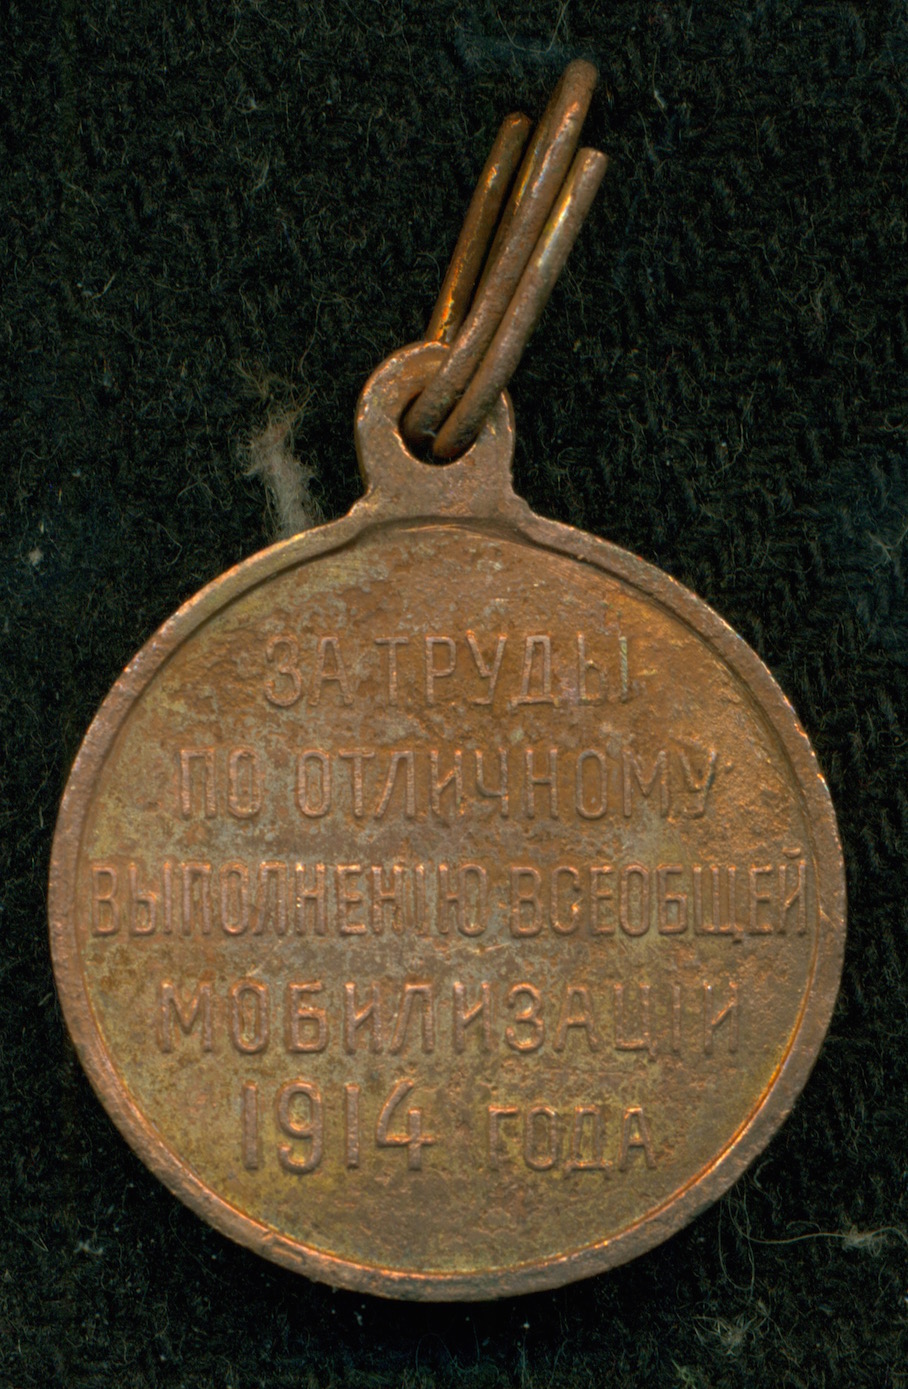 ЗА ТРУДЫ
ПО ОТЛИЧНОМУ
ВЫПОЛНЕНІЮ ВСЕОБЩЕЙ
МОБИЛИЗАЦІИ
1914 ГОДА